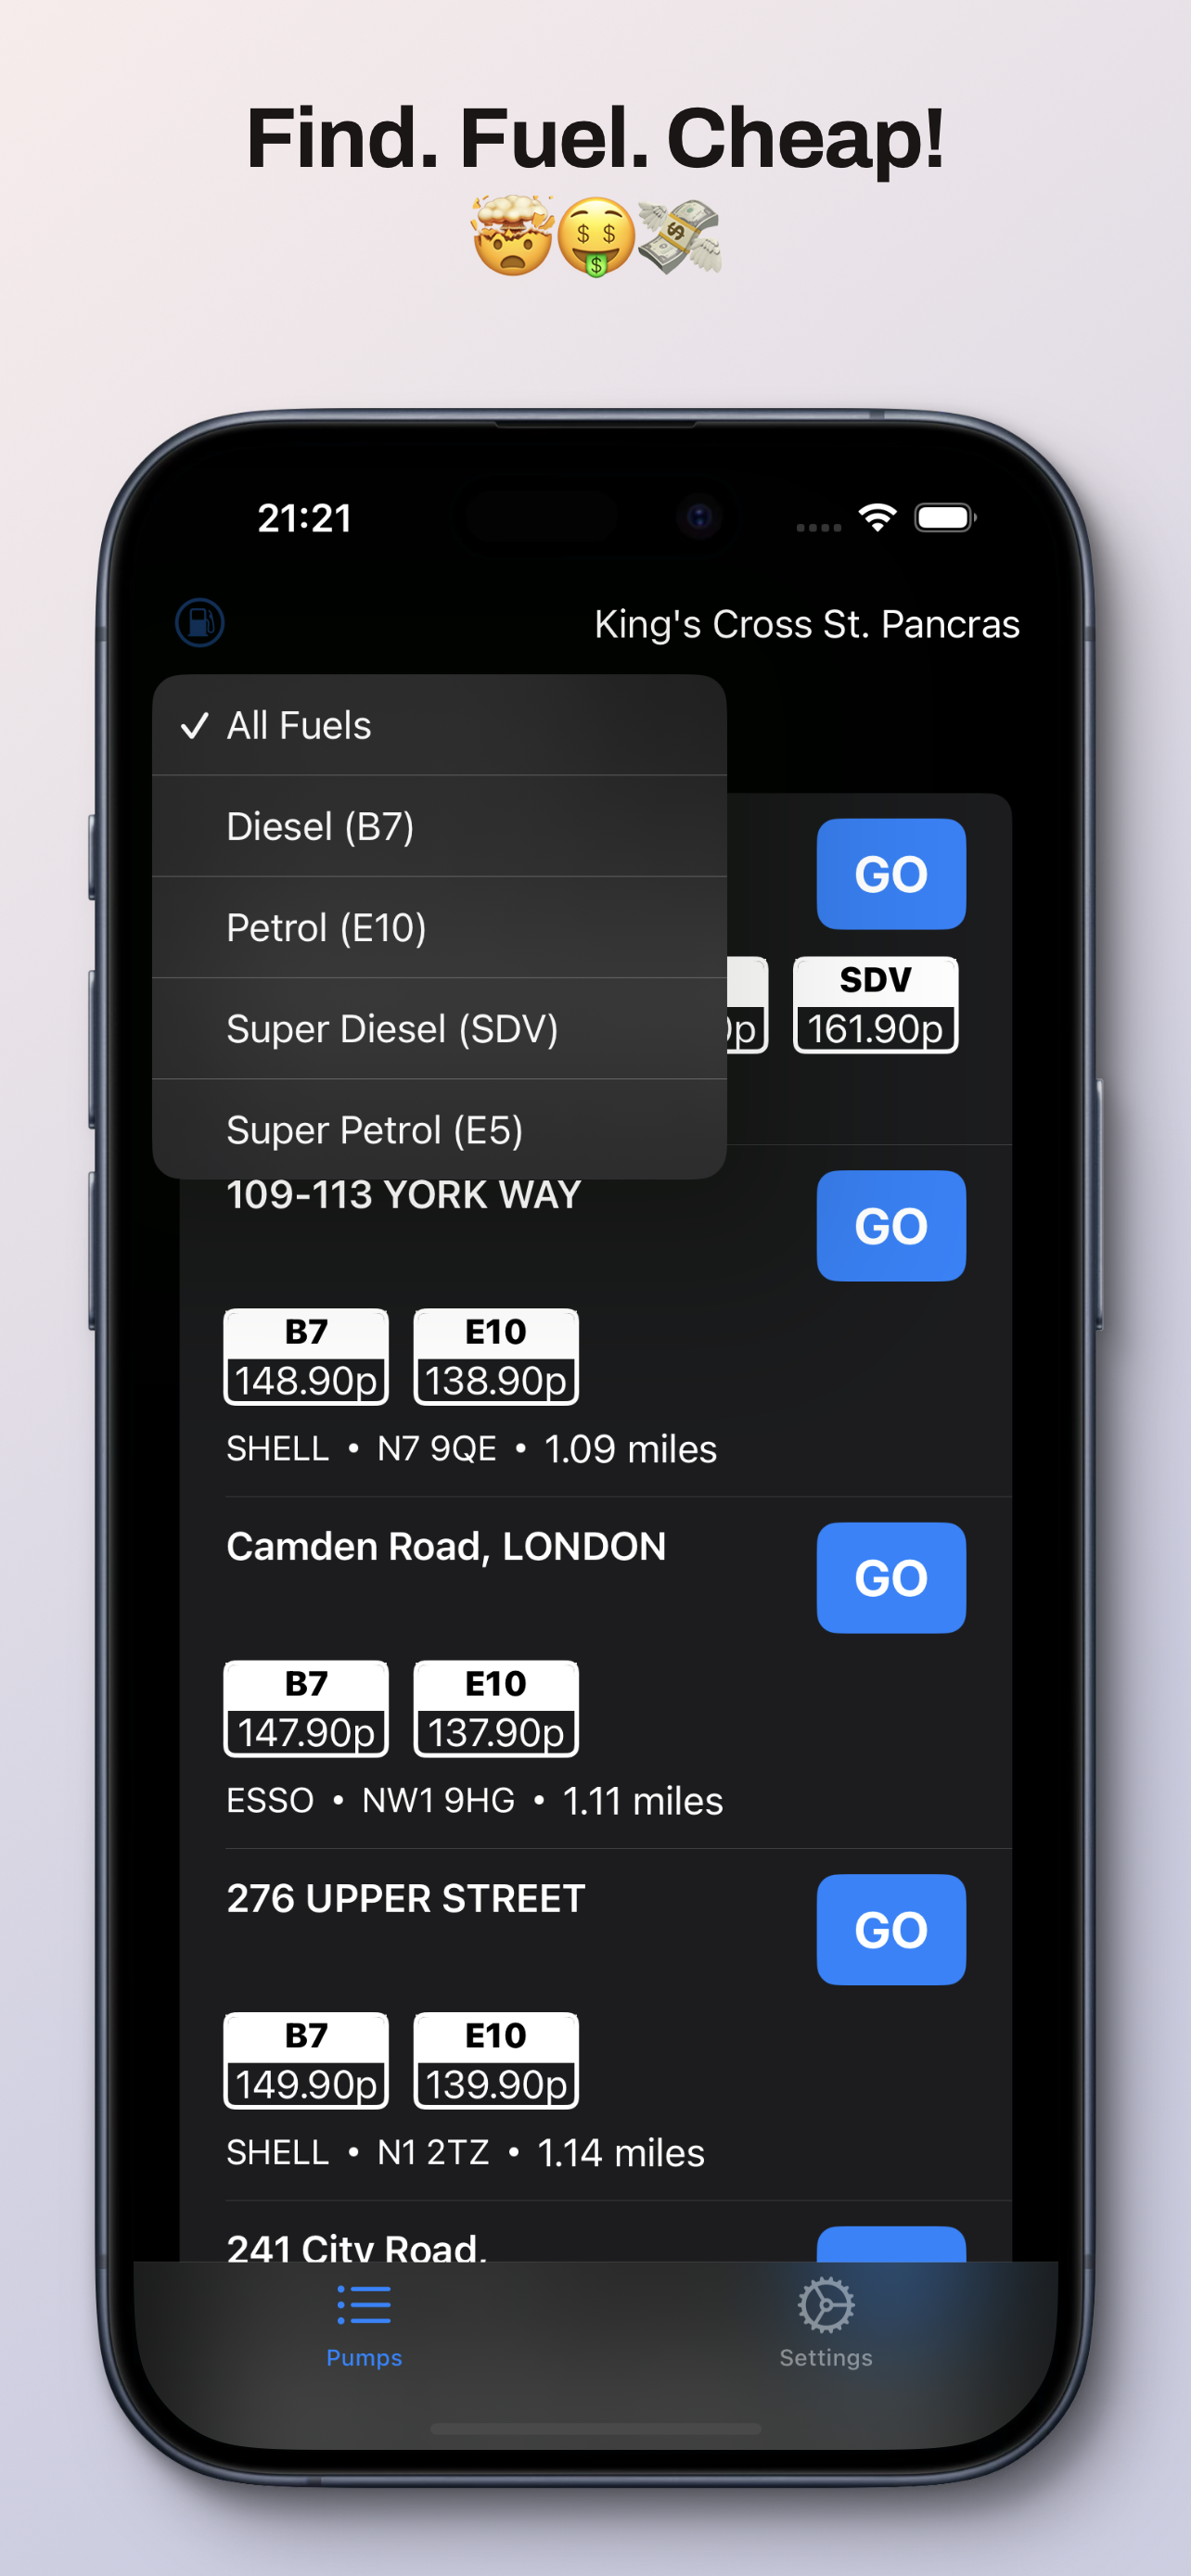 Find. Fuel. Cheap!
21:21
King's Cross St. Pancras
✓ All Fuels
Diesel (B7)
Petrol (E10)
Super Diesel (SDV)
Super Petrol (E5)
GO
SDV
161.90p
109-113 YORK WAY
GO
B7 E10
148.90p 138.90p
SHELL • N7 9QE • 1.09 miles
Camden Road, LONDON
GO
B7 E10
147.90p 137.90p
ESSO • NW1 9HG • 1.11 miles
276 UPPER STREET
GO
B7 E10
149.90p 139.90p
SHELL • N1 2TZ • 1.14 miles
241 City Road,
Pumps Settings